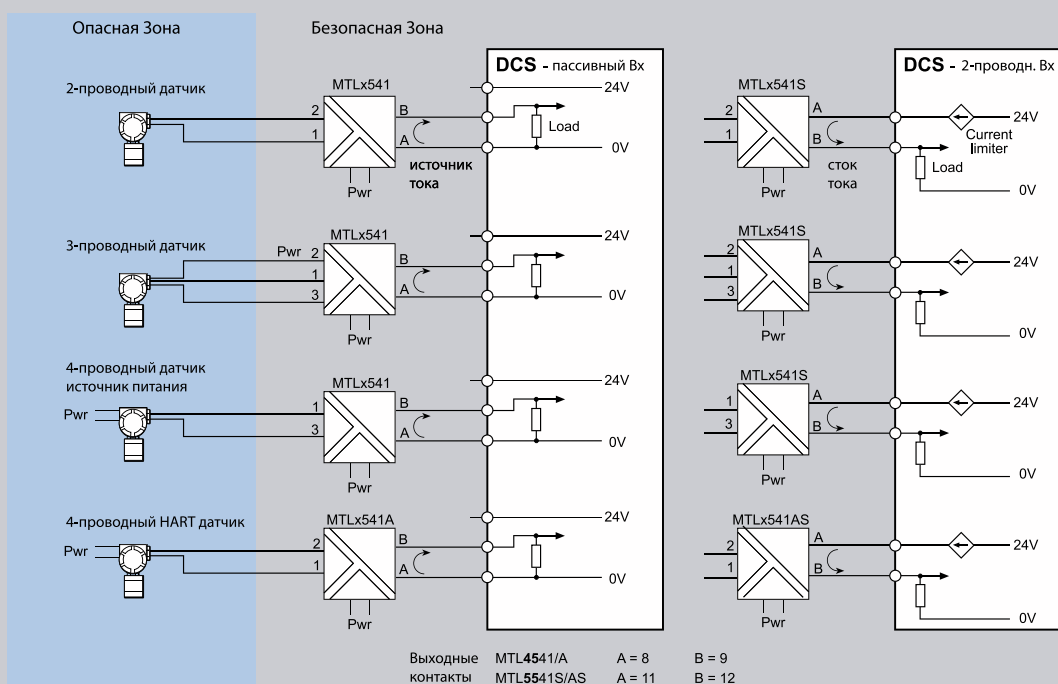 Опасная Зона
Безопасная Зона
DCS - пассивный Вх
DCS - 2-проводн. Вх
2-проводный датчик
MTLx541
2
1
B
A
Pwr
источник
тока
24V
Load
0V
MTLx541S
2
1
A
B
Pwr
сток
тока
24V
Current
limiter
Load
0V
3-проводный датчик
MTLx541
Pwr 2
1
3
B
A
Pwr
24V
0V
MTLx541S
2
1
3
A
B
Pwr
24V
0V
4-проводный датчик
источник питания
Pwr
MTLx541
1
3
B
A
Pwr
24V
0V
MTLx541S
1
3
A
B
Pwr
24V
0V
4-проводный HART датчик
Pwr
MTLx541A
2
1
B
A
Pwr
24V
0V
MTLx541AS
2
1
A
B
Pwr
24V
0V
Выходные MTL4541/A A = 8 B = 9
контакты MTL5541S/AS A = 11 B = 12